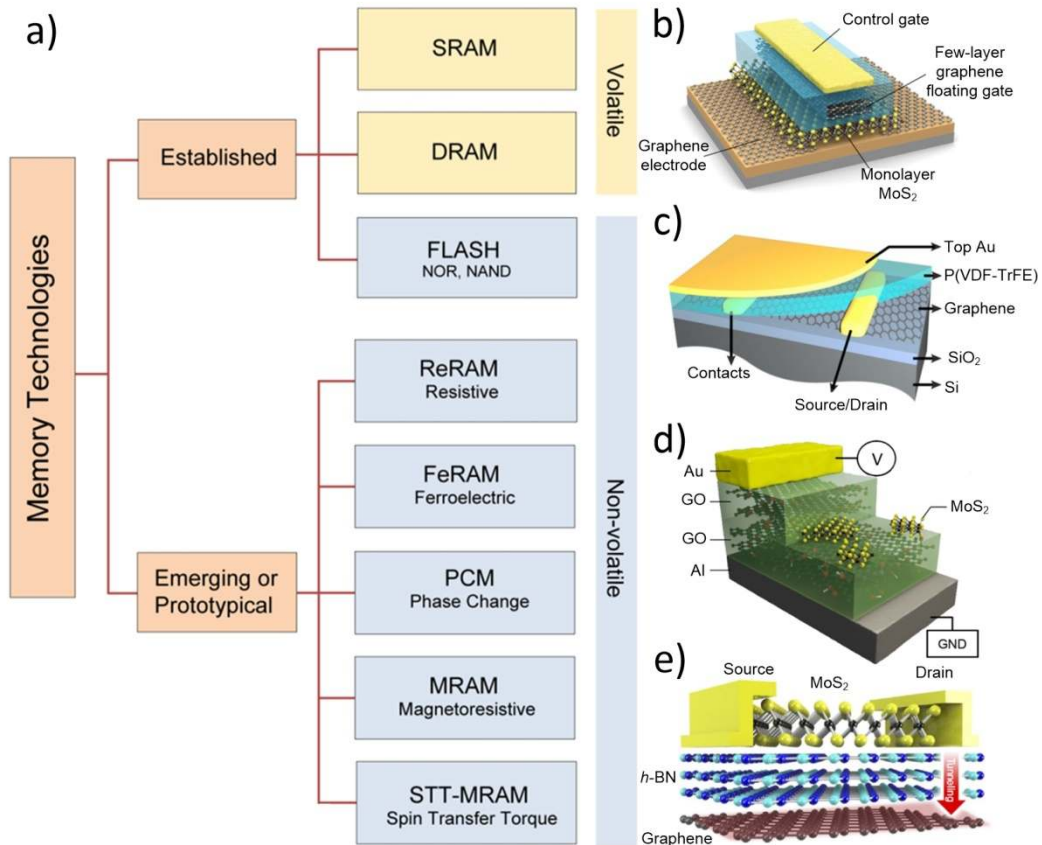 a)
Memory Technologies
Established
Emerging or
Prototypical
SRAM
DRAM
FLASH
NOR, NAND
ReRAM
Resistive
FeRAM
Ferroelectric
PCM
Phase Change
MRAM
Magnetoresistive
STT-MRAM
Spin Transfer Torque
Volatile
Non-volatile
b)
Control gate
Few-layer
graphene
floating gate
Graphene
electrode
Monolayer
MoS₂
c)
Top Au
P(VDF-TrFE)
Graphene
SiO₂
Si
Contacts
Source/Drain
d)
V
Au
GO
GO
Al
MoS₂
GND
e)
Source
MoS₂
Drain
h-BN
Tunneling
Graphene